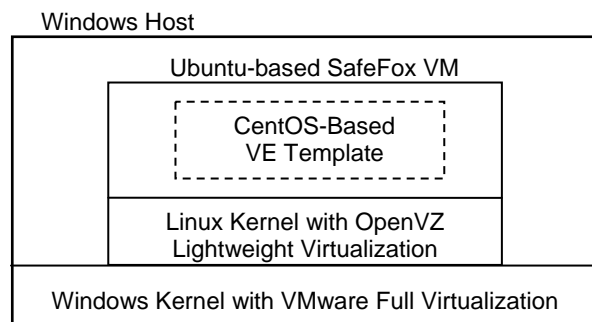 Windows Host
Ubuntu-based SafeFox VM
CentOS-Based
VE Template
Linux Kernel with OpenVZ
Lightweight Virtualization
Windows Kernel with VMware Full Virtualization